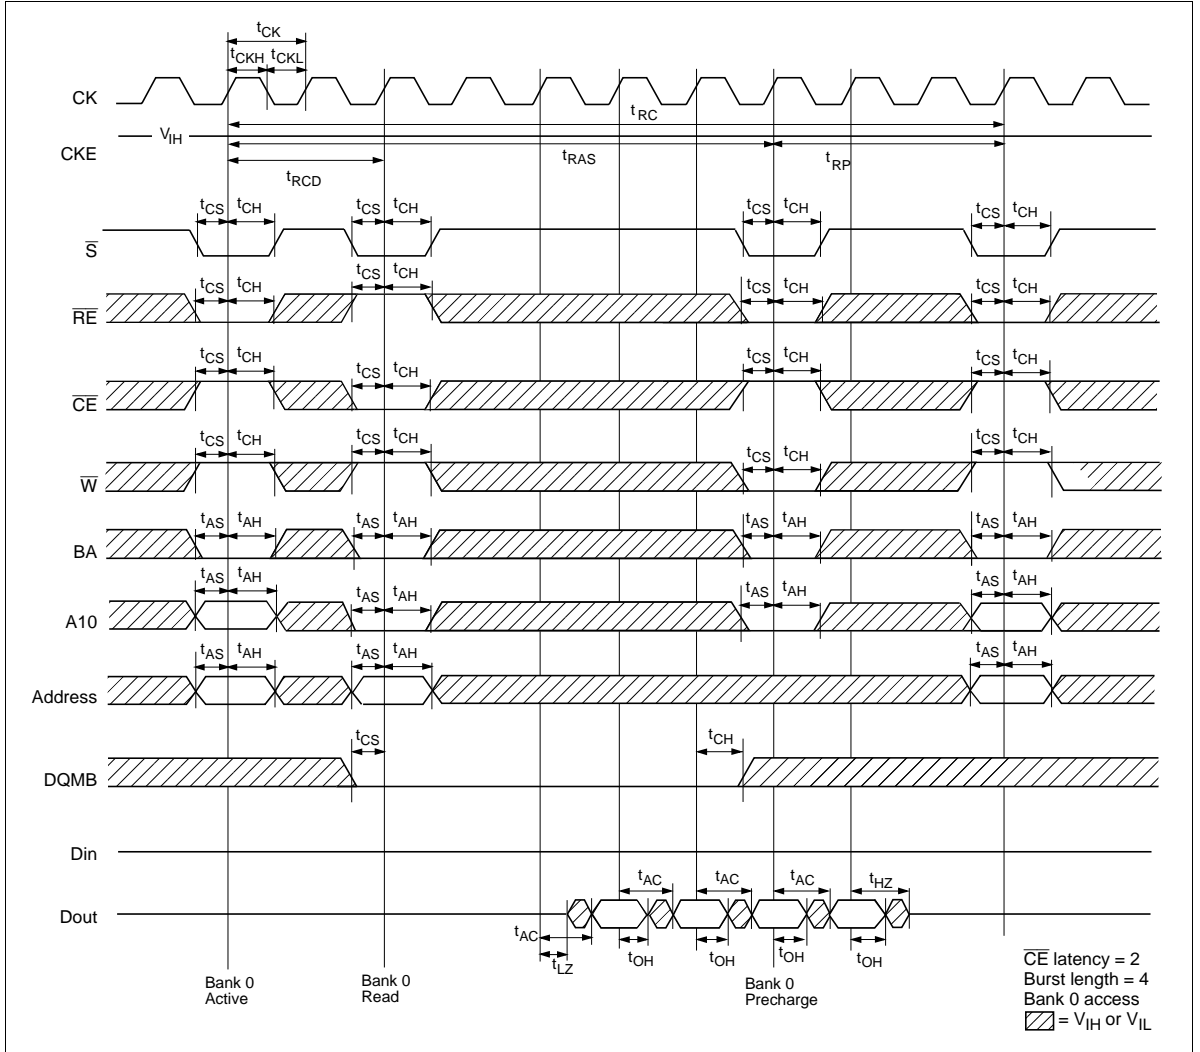 tCK
tCKH tCKL
CK
tRC
VIH
CKE
tRAS tRP
tRCD
tCS tCH tCS tCH tCS tCH tCS tCH
S
tCS tCH tCS tCH tCS tCH tCS tCH
RE
tCS tCH tCS tCH tCS tCH tCS tCH
CE
tCS tCH tCS tCH tCS tCH tCS tCH
W
tAS tAH tAS tAH tAS tAH tAS tAH
BA
tAS tAH tAS tAH tAS tAH tAS tAH
A10
tAS tAH tAS tAH tAS tAH
Address
tCS tCH
DQMB
Din
tAC tAC tAC tHZ
Dout
tAC
tLZ tOH tOH tOH tOH
Bank 0
Active
Bank 0
Read
Bank 0
Precharge
CE latency = 2
Burst length = 4
Bank 0 access
= VIH or VIL